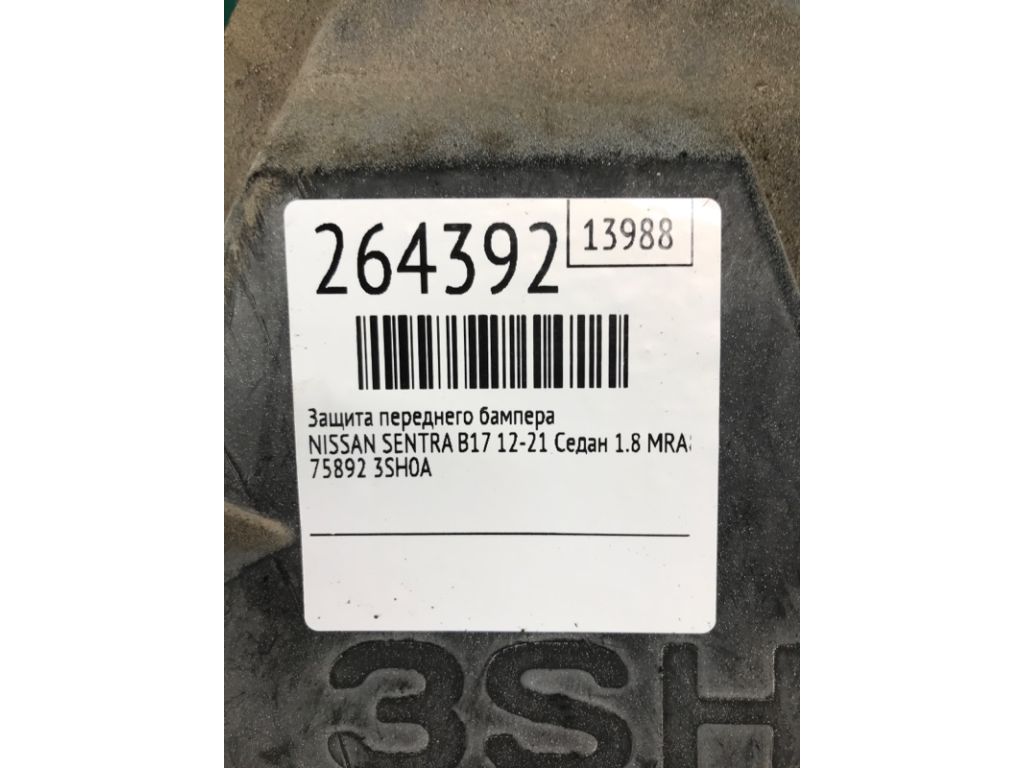 264392
13988
Защита переднего бампера
NISSAN SENTRA B17 12-21 Седан 1.8 MRA
75892 3SH0A
3SH